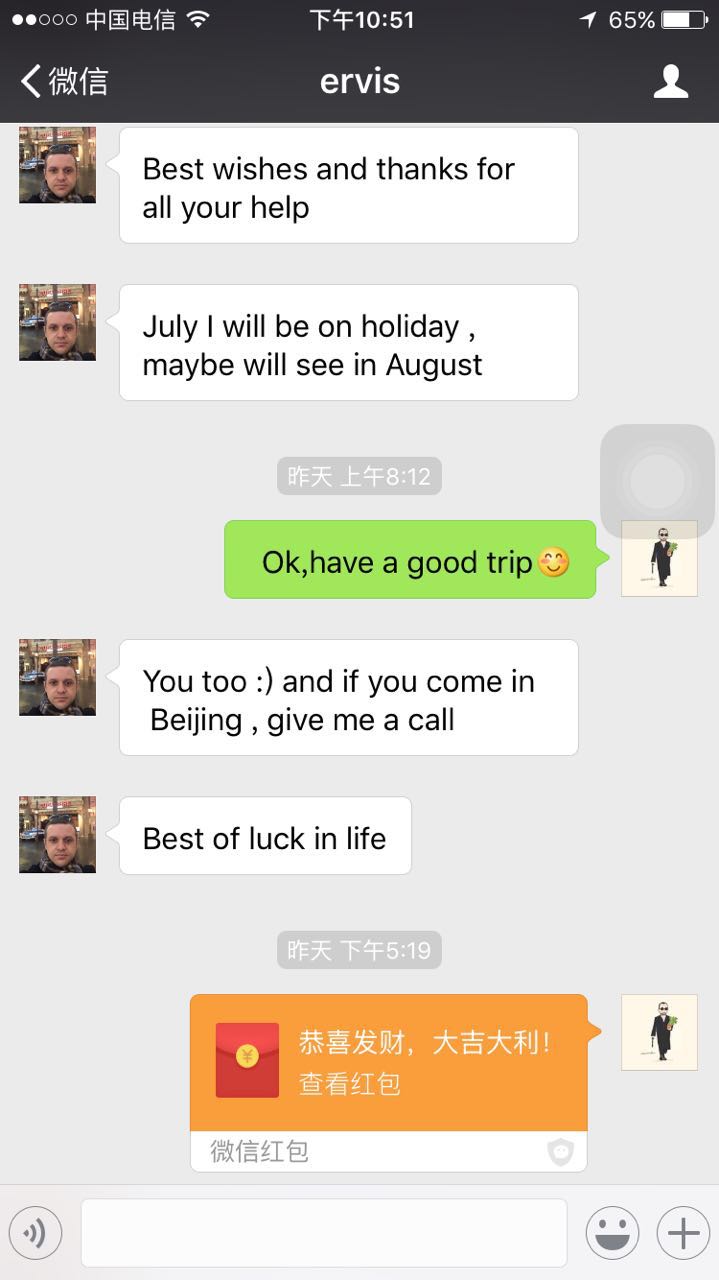 中国电信 下午10:51 65%
微信 ervis
Best wishes and thanks for
all your help
July I will be on holiday ,
maybe will see in August
昨天 上午8:12
Ok,have a good trip😊
You too :) and if you come in
Beijing , give me a call
Best of luck in life
昨天 下午5:19
恭喜发财，大吉大利！
查看红包
微信红包